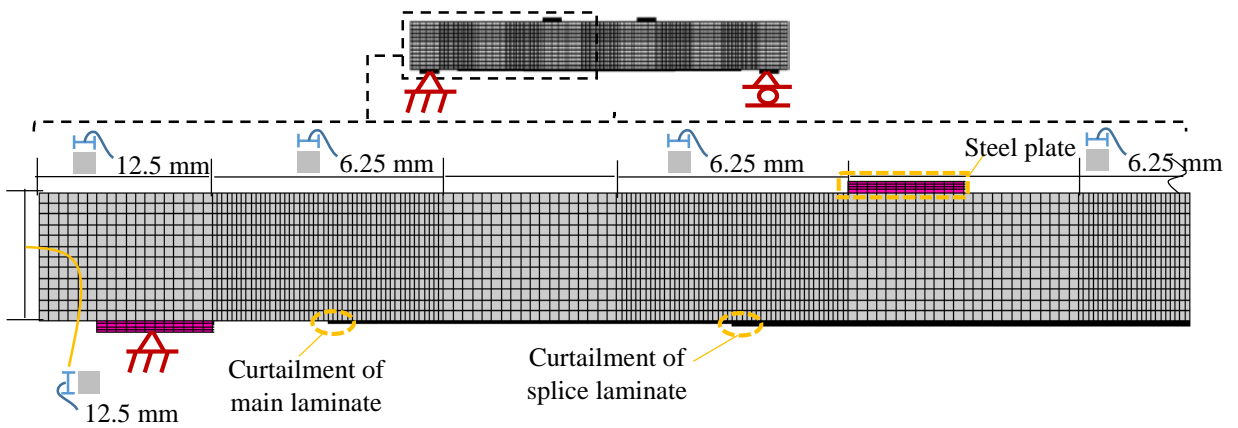 Steel plate
12.5 mm
6.25 mm
6.25 mm
6.25 mm
Curtailment of
main laminate
Curtailment of
splice laminate
12.5 mm